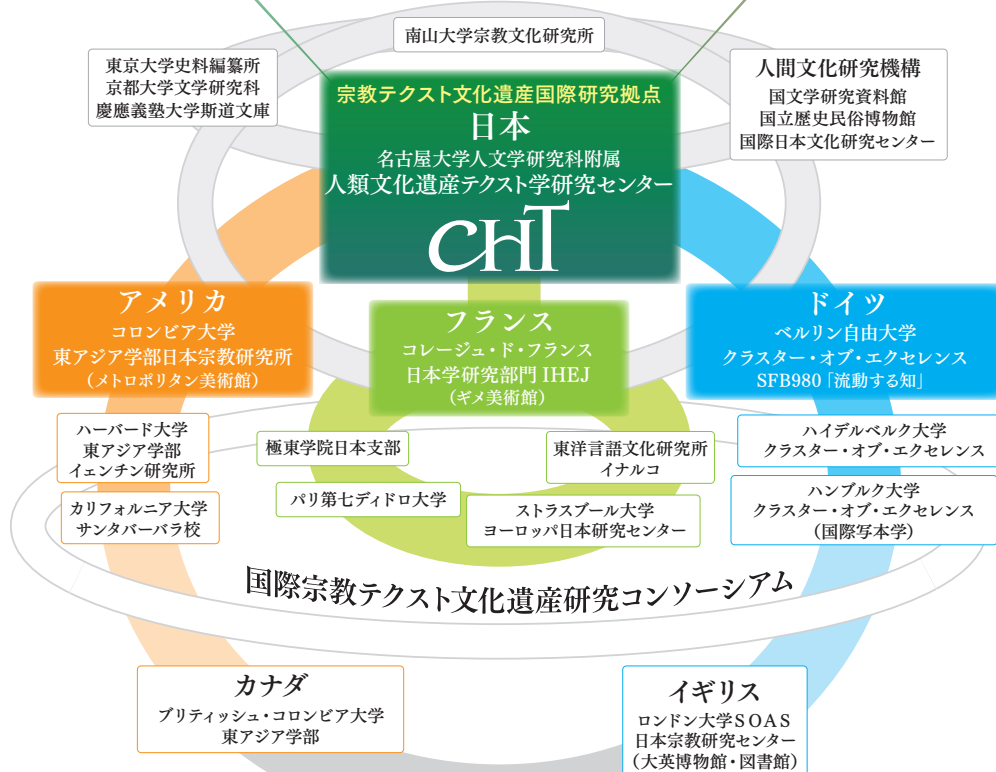 南山大学宗教文化研究所
東京大学史料編纂所
京都大学文学研究科
慶應義塾大学斯道文庫
人間文化研究機構
国文学研究資料館
国立歴史民俗博物館
国際日本文化研究センター
宗教テクスト文化遺産国際研究拠点
日本
名古屋大学人文学研究科附属
人類文化遺産テクスト学研究センター
CHT
アメリカ
コロンビア大学
東アジア学部日本宗教研究所
（メトロポリタン美術館）
フランス
コレージュ・ド・フランス
日本学研究部門 IHEJ
（ギメ美術館）
ドイツ
ベルリン自由大学
クラスター・オブ・エクセレンス
SFB980「流動する知」
ハーバード大学
東アジア学部
イェンチン研究所
カリフォルニア大学
サンタバーバラ校
極東学院日本支部
パリ第七ディドロ大学
東洋言語文化研究所
イナルコ
ストラスブール大学
ヨーロッパ日本研究センター
ハイデルベルク大学
クラスター・オブ・エクセレンス
ハンブルク大学
クラスター・オブ・エクセレンス
（国際写本学）
国際宗教テクスト文化遺産研究コンソーシアム
カナダ
ブリティッシュ・コロンビア大学
東アジア学部
イギリス
ロンドン大学SOAS
日本宗教研究センター
（大英博物館・図書館）